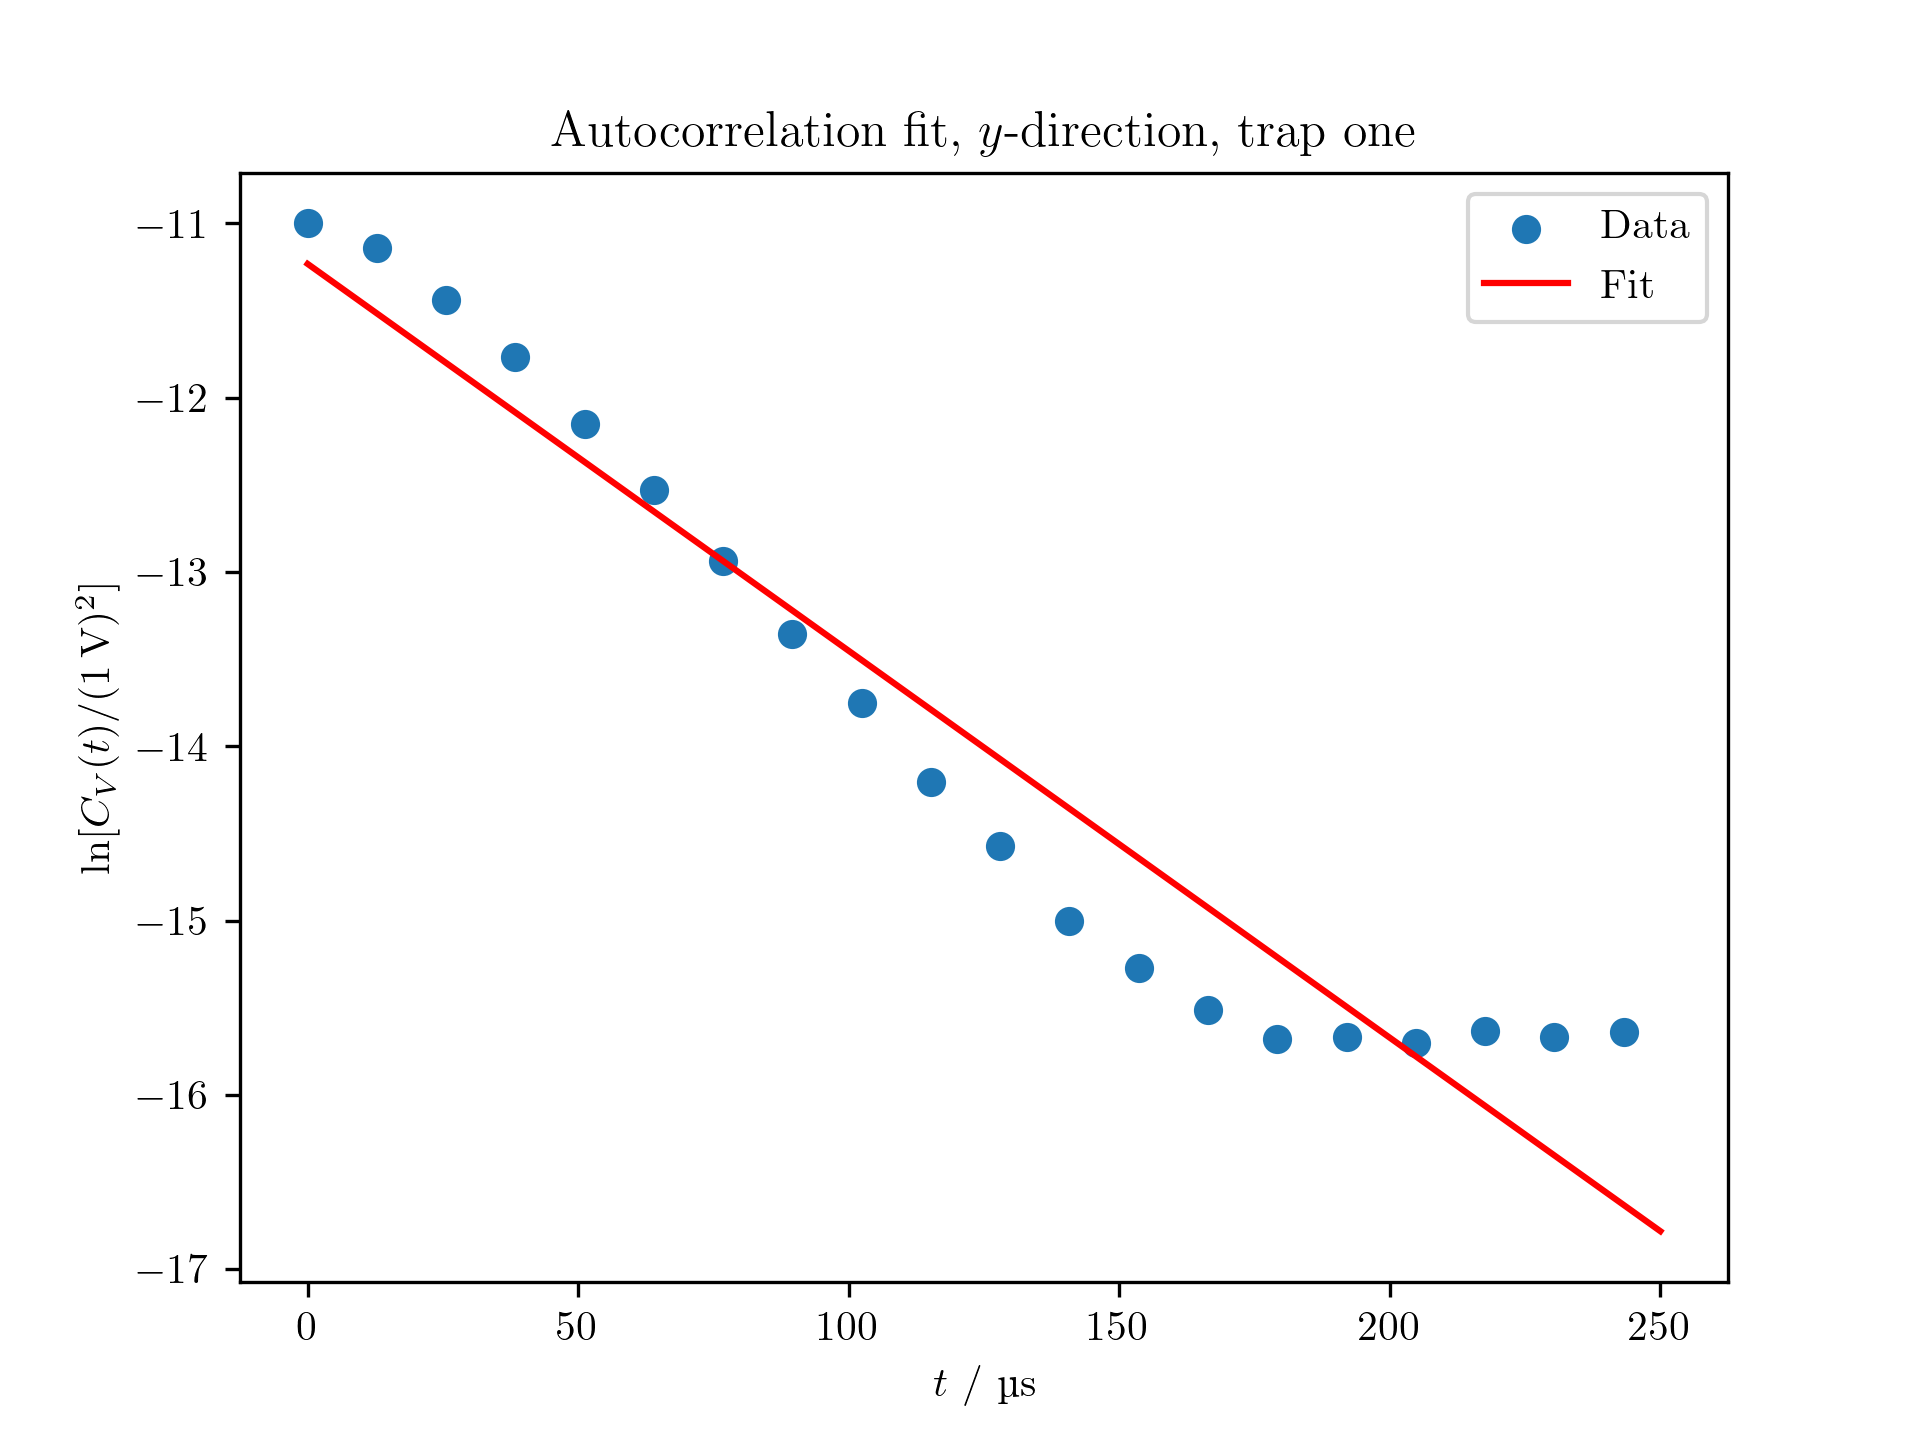 Autocorrelation fit, y-direction, trap one
Data
Fit
−11
−12
−13
−14
−15
−16
−17
ln[C_V(t)/(1 V)²]
0 50 100 150 200 250
t / µs